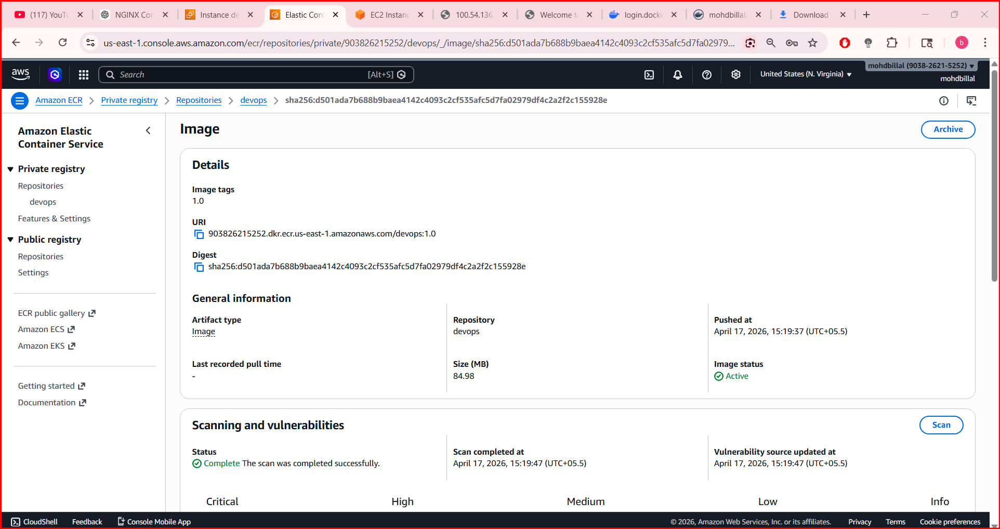 (117) YouTu
NGINX Con
Instance de
Elastic Cont
EC2 Instanc
100.54.136.
Welcome to
login.docke
mohdbillal/
Download
us-east-1.console.aws.amazon.com/ecr/repositories/private/903826215252/devops/_/image/sha256:d501ada7b688b9baea4142c4093c2cf535afc5d7fa02979...
b
aws
Search
[Alt+S]
United States (N. Virginia)
mohdbillal (9038-2621-5252)
mohdbillal
Amazon ECR
Private registry
Repositories
devops
sha256:d501ada7b688b9baea4142c4093c2cf535afc5d7fa02979df4c2a2f2c155928e
Amazon Elastic
Container Service
Private registry
Repositories
devops
Features & Settings
Public registry
Repositories
Settings
ECR public gallery
Amazon ECS
Amazon EKS
Getting started
Documentation
Image
Archive
Details
Image tags
1.0
URI
903826215252.dkr.ecr.us-east-1.amazonaws.com/devops:1.0
Digest
sha256:d501ada7b688b9baea4142c4093c2cf535afc5d7fa02979df4c2a2f2c155928e
General information
Artifact type
Image
Repository
devops
Pushed at
April 17, 2026, 15:19:37 (UTC+05.5)
Last recorded pull time
-
Size (MB)
84.98
Image status
Active
Scanning and vulnerabilities
Scan
Status
Complete The scan was completed successfully.
Scan completed at
April 17, 2026, 15:19:47 (UTC+05.5)
Vulnerability source updated at
April 17, 2026, 15:19:47 (UTC+05.5)
Critical
High
Medium
Low
Info
CloudShell
Feedback
Console Mobile App
© 2026, Amazon Web Services, Inc. or its affiliates.
Privacy
Terms
Cookie preferences